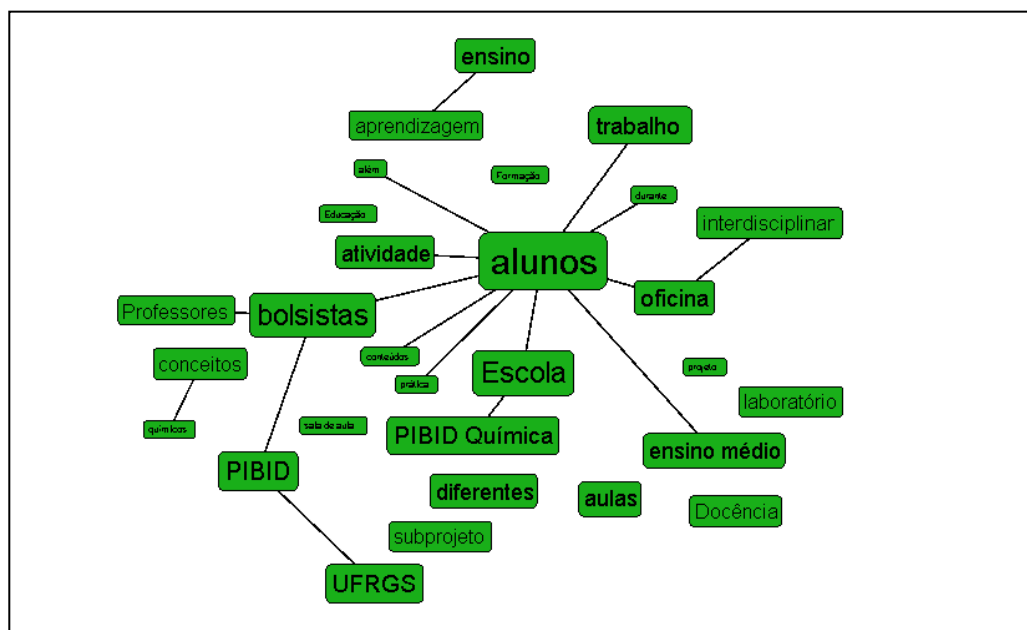 ensino
aprendizagem
trabalho
além
Formação
durante
Educação
interdisciplinar
atividade
alunos
oficina
Professores
bolsistas
conteúdos
conceitos
prática
Escola
projeto
laboratório
químicos
sala de aula
PIBID Química
ensino médio
PIBID
diferentes
aulas
Docência
subprojeto
UFRGS